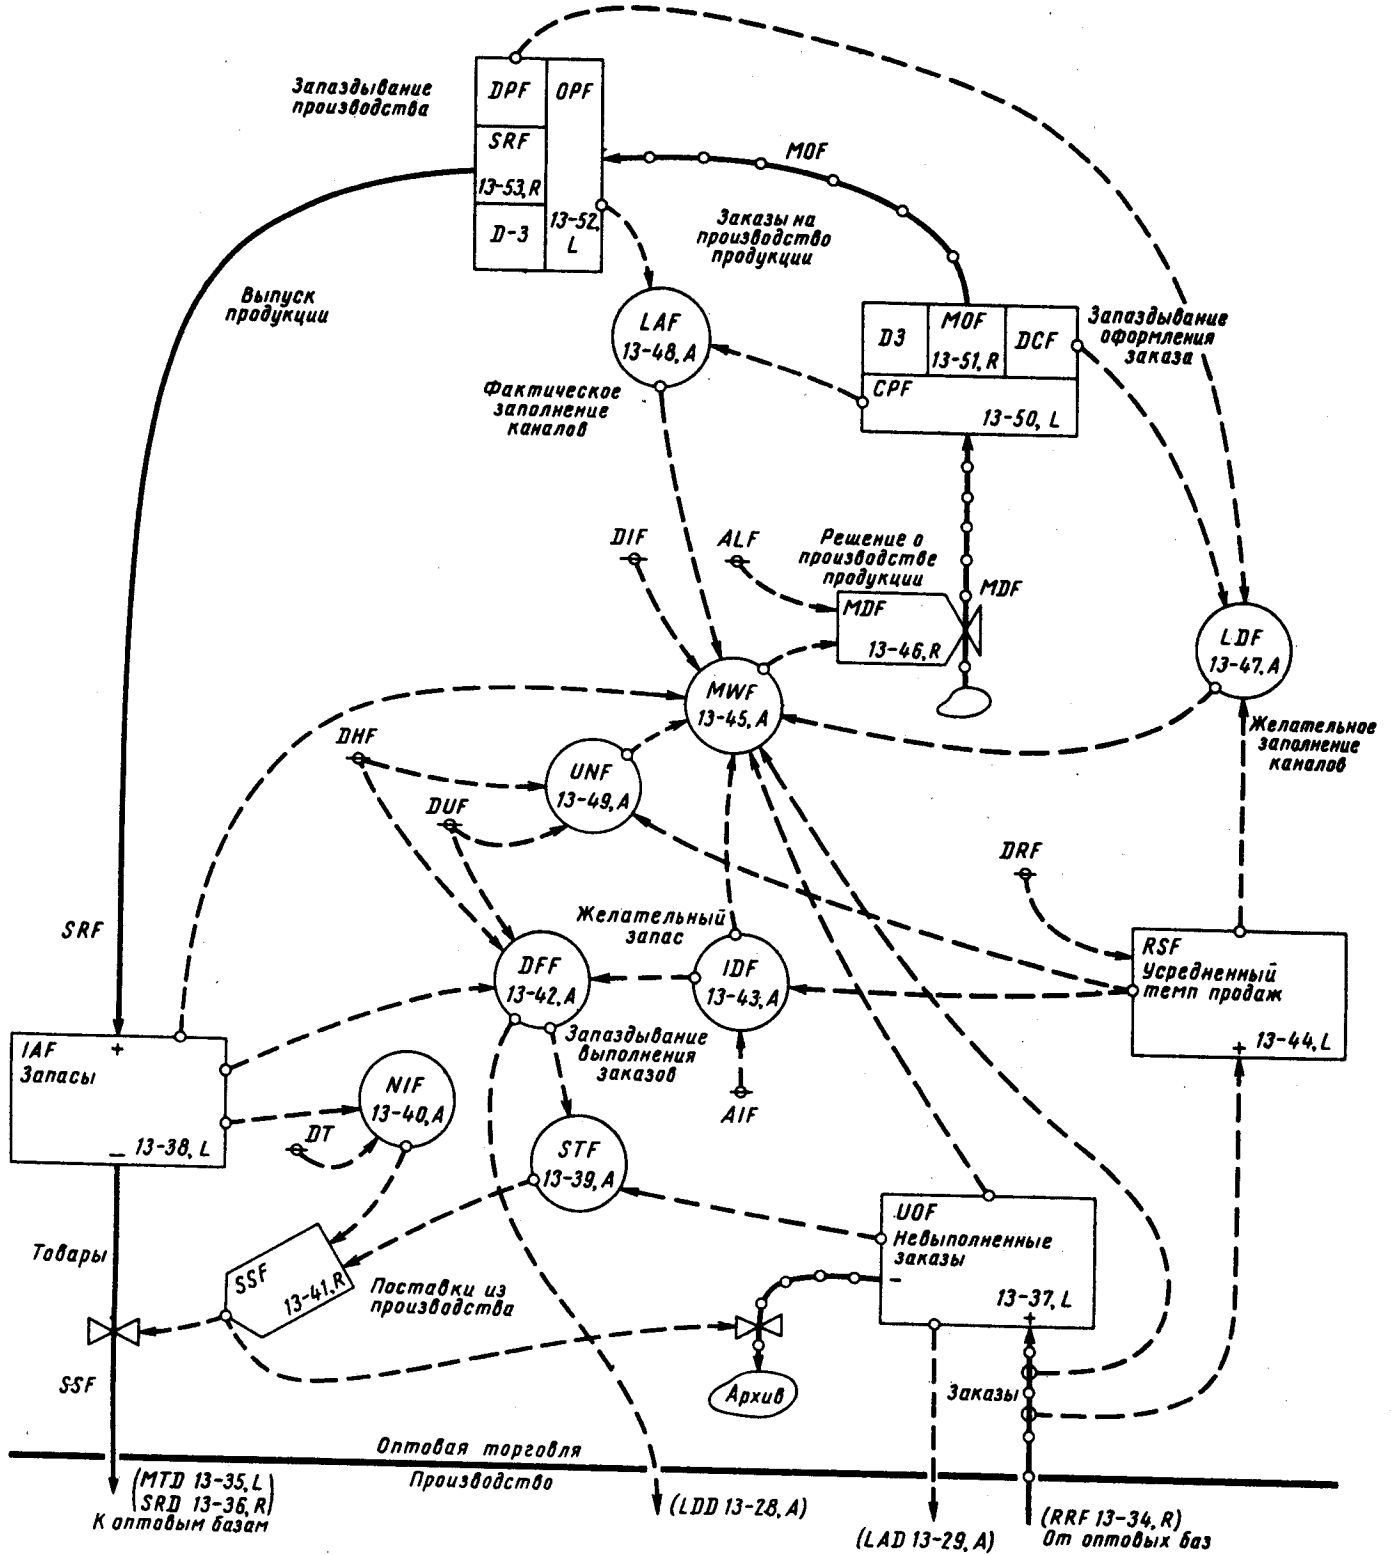 Запаздывание
производства
DPF
OPF
SRF
13-53, R
D-3
13-52,
L
MOF
Заказы на
производство
продукции
Выпуск
продукции
LAF
13-48, A
D3
MOF
13-51, R
DCF
CPF
13-50, L
Запаздывание
оформления
заказа
Фактическое
заполнение
каналов
DIF
ALF
Решение о
производстве
продукции
MDF
13-46, R
MDF
LDF
13-47, A
MWF
13-45, A
Желательное
заполнение
каналов
DHF
UNF
13-49, A
DUF
DRF
SRF
Желательный
запас
DFF
13-42, A
IDF
13-43, A
RSF
Усредненный
темп продаж
+
13-44, L
IAF
+
Запасы
–
13-38, L
Запаздывание
выполнения
заказов
NIF
13-40, A
DT
AIF
STF
13-39, A
UOF
Невыполненные
заказы
–
13-37, L
+
Товары
SSF
13-41, R
Поставки из
производства
SSF
Архив
Заказы
Оптовая торговля
Производство
(MTD 13-35, L)
(SRD 13-36, R)
К оптовым базам
(LDD 13-28, A)
(LAD 13-29, A)
(RRF 13-34, R)
От оптовых баз